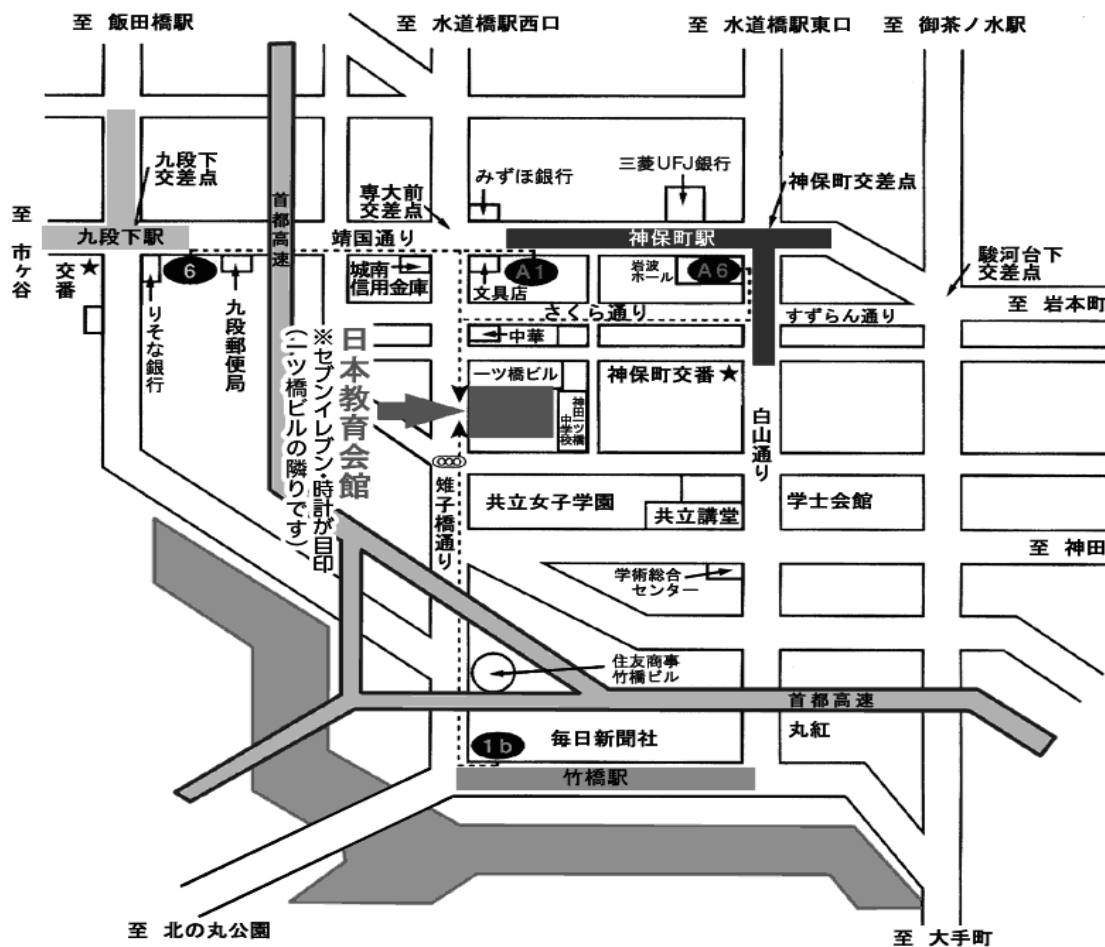 至 飯田橋駅
至 水道橋駅西口
至 水道橋駅東口
至 御茶ノ水駅
九段下
交差点
首都高速
専大前
交差点
みずほ銀行
三菱UFJ銀行
神保町交差点
至 市ヶ谷
九段下駅
靖国通り
神保町駅
駿河台下
交差点
交番★
6
城南
信用金庫
文具店
A1
岩波
ホール
A6
至 岩本町
りそな銀行
九段郵便局
さくら通り
すずらん通り
中華
日本教育会館
※セブンイレブン・時計が目印
(一ツ橋ビルの隣りです)
一ツ橋ビル
神保町交番★
神田一ツ橋
中学校
白山通り
雉子橋通り
共立女子学園
共立講堂
学士会館
至 神田
学術総合
センター
住友商事
竹橋ビル
首都高速
丸紅
1b
毎日新聞社
竹橋駅
至 北の丸公園
至 大手町